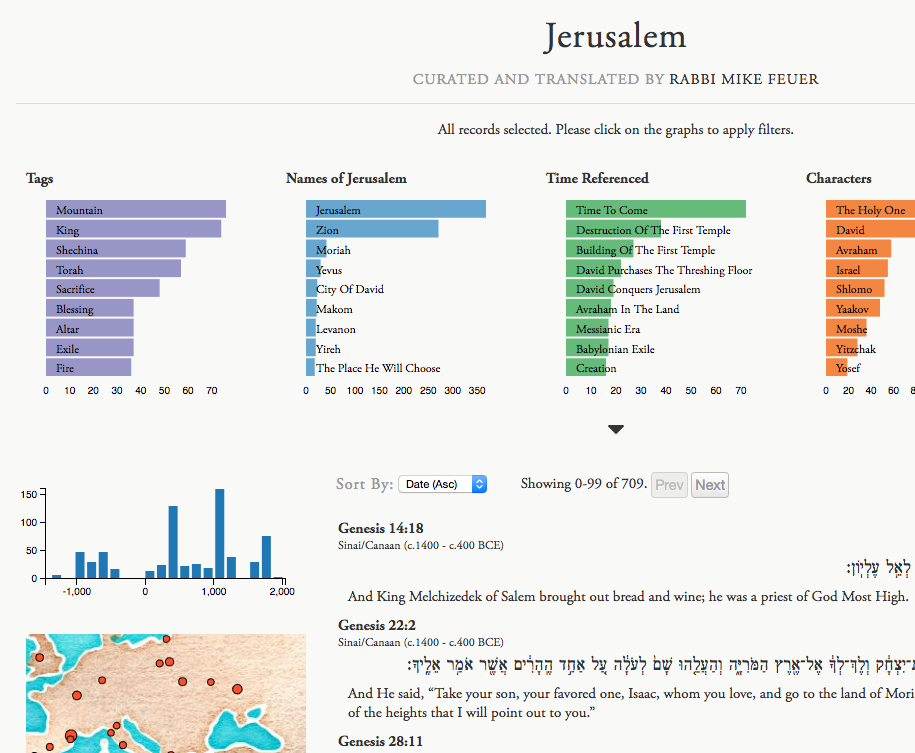 Jerusalem
CURATED AND TRANSLATED BY RABBI MIKE FEUER
All records selected. Please click on the graphs to apply filters.
Tags
Mountain
King
Shechina
Torah
Sacrifice
Blessing
Altar
Exile
Fire
0 10 20 30 40 50 60 70
Names of Jerusalem
Jerusalem
Zion
Moriah
Yevus
City Of David
Makom
Levanon
Yireh
The Place He Will Choose
0 50 100 150 200 250 300 350
Time Referenced
Time To Come
Destruction Of The First Temple
Building Of The First Temple
David Purchases The Threshing Floor
David Conquers Jerusalem
Avraham In The Land
Messianic Era
Babylonian Exile
Creation
0 10 20 30 40 50 60 70
Characters
The Holy One
David
Avraham
Israel
Shlomo
Yaakov
Moshe
Yitzchak
Yosef
0 20 40 60 8
150
100
50
0
-1,000 0 1,000 2,000
Sort By: Date (Asc) Showing 0-99 of 709. Prev Next
Genesis 14:18
Sinai/Canaan (c.1400 - c.400 BCE)
לְאֵ֥ל עֶלְיֽוֹן׃
And King Melchizedek of Salem brought out bread and wine; he was a priest of God Most High.
Genesis 22:2
Sinai/Canaan (c.1400 - c.400 BCE)
יִצְחָ֔ק וְלֶךְ־לְךָ֔ אֶל־אֶ֖רֶץ הַמֹּרִיָּ֑ה וְהַעֲלֵ֤הוּ שָׁם֙ לְעֹלָ֔ה עַ֚ל אַחַ֣ד הֶֽהָרִ֔ים אֲשֶׁ֖ר אֹמַ֥ר אֵלֶֽיךָ׃
And He said, “Take your son, your favored one, Isaac, whom you love, and go to the land of Mori
of the heights that I will point out to you.”
Genesis 28:11